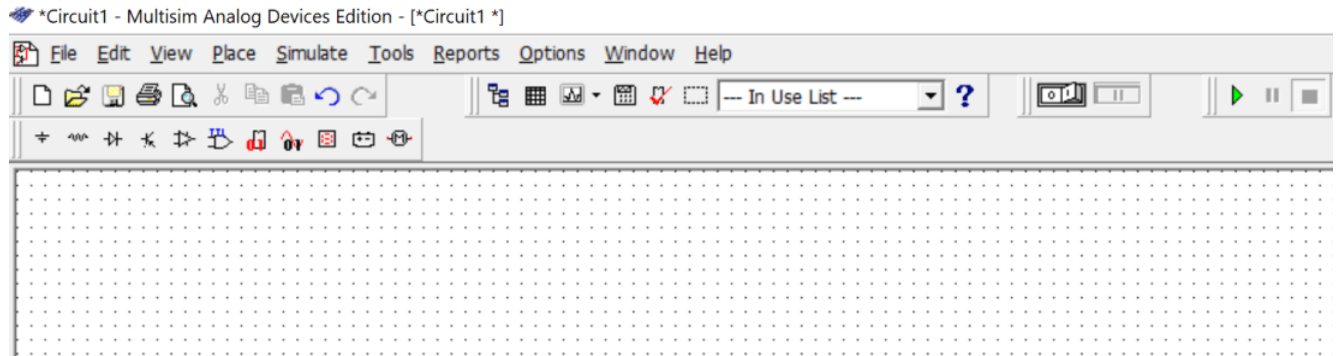 *Circuit1 - Multisim Analog Devices Edition - [*Circuit1 *]
File Edit View Place Simulate Tools Reports Options Window Help
--- In Use List --- ?